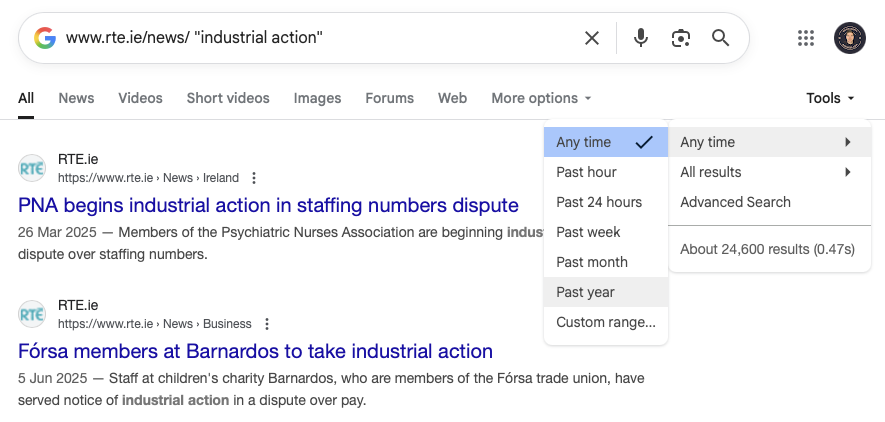 www.rte.ie/news/ "industrial action"
All News Videos Short videos Images Forums Web More options Tools
Any time
Past hour
Past 24 hours
Past week
Past month
Past year
Custom range...
Any time
All results
Advanced Search
About 24,600 results (0.47s)
RTÉ
RTE.ie
https://www.rte.ie › News › Ireland
PNA begins industrial action in staffing numbers dispute
26 Mar 2025 — Members of the Psychiatric Nurses Association are beginning
dispute over staffing numbers.
RTÉ
RTE.ie
https://www.rte.ie › News › Business
Fórsa members at Barnardos to take industrial action
5 Jun 2025 — Staff at children's charity Barnardos, who are members of the Fórsa trade union, have
served notice of industrial action in a dispute over pay.